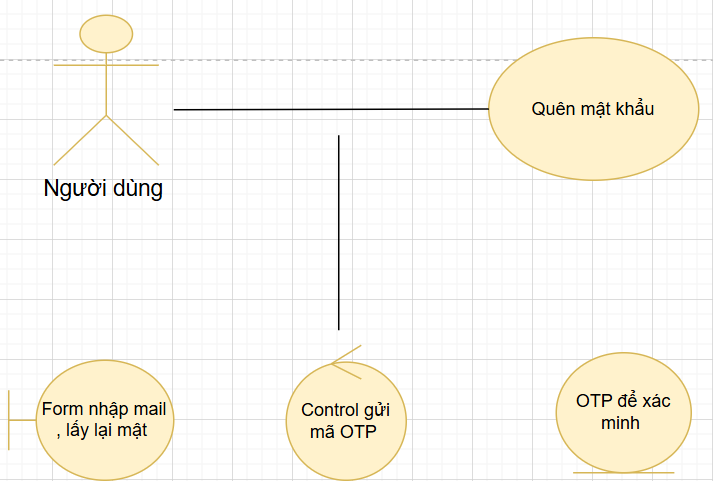 Quên mật khẩu
Người dùng
Form nhập mail
, lấy lại mật
Control gửi
mã OTP
OTP để xác
minh